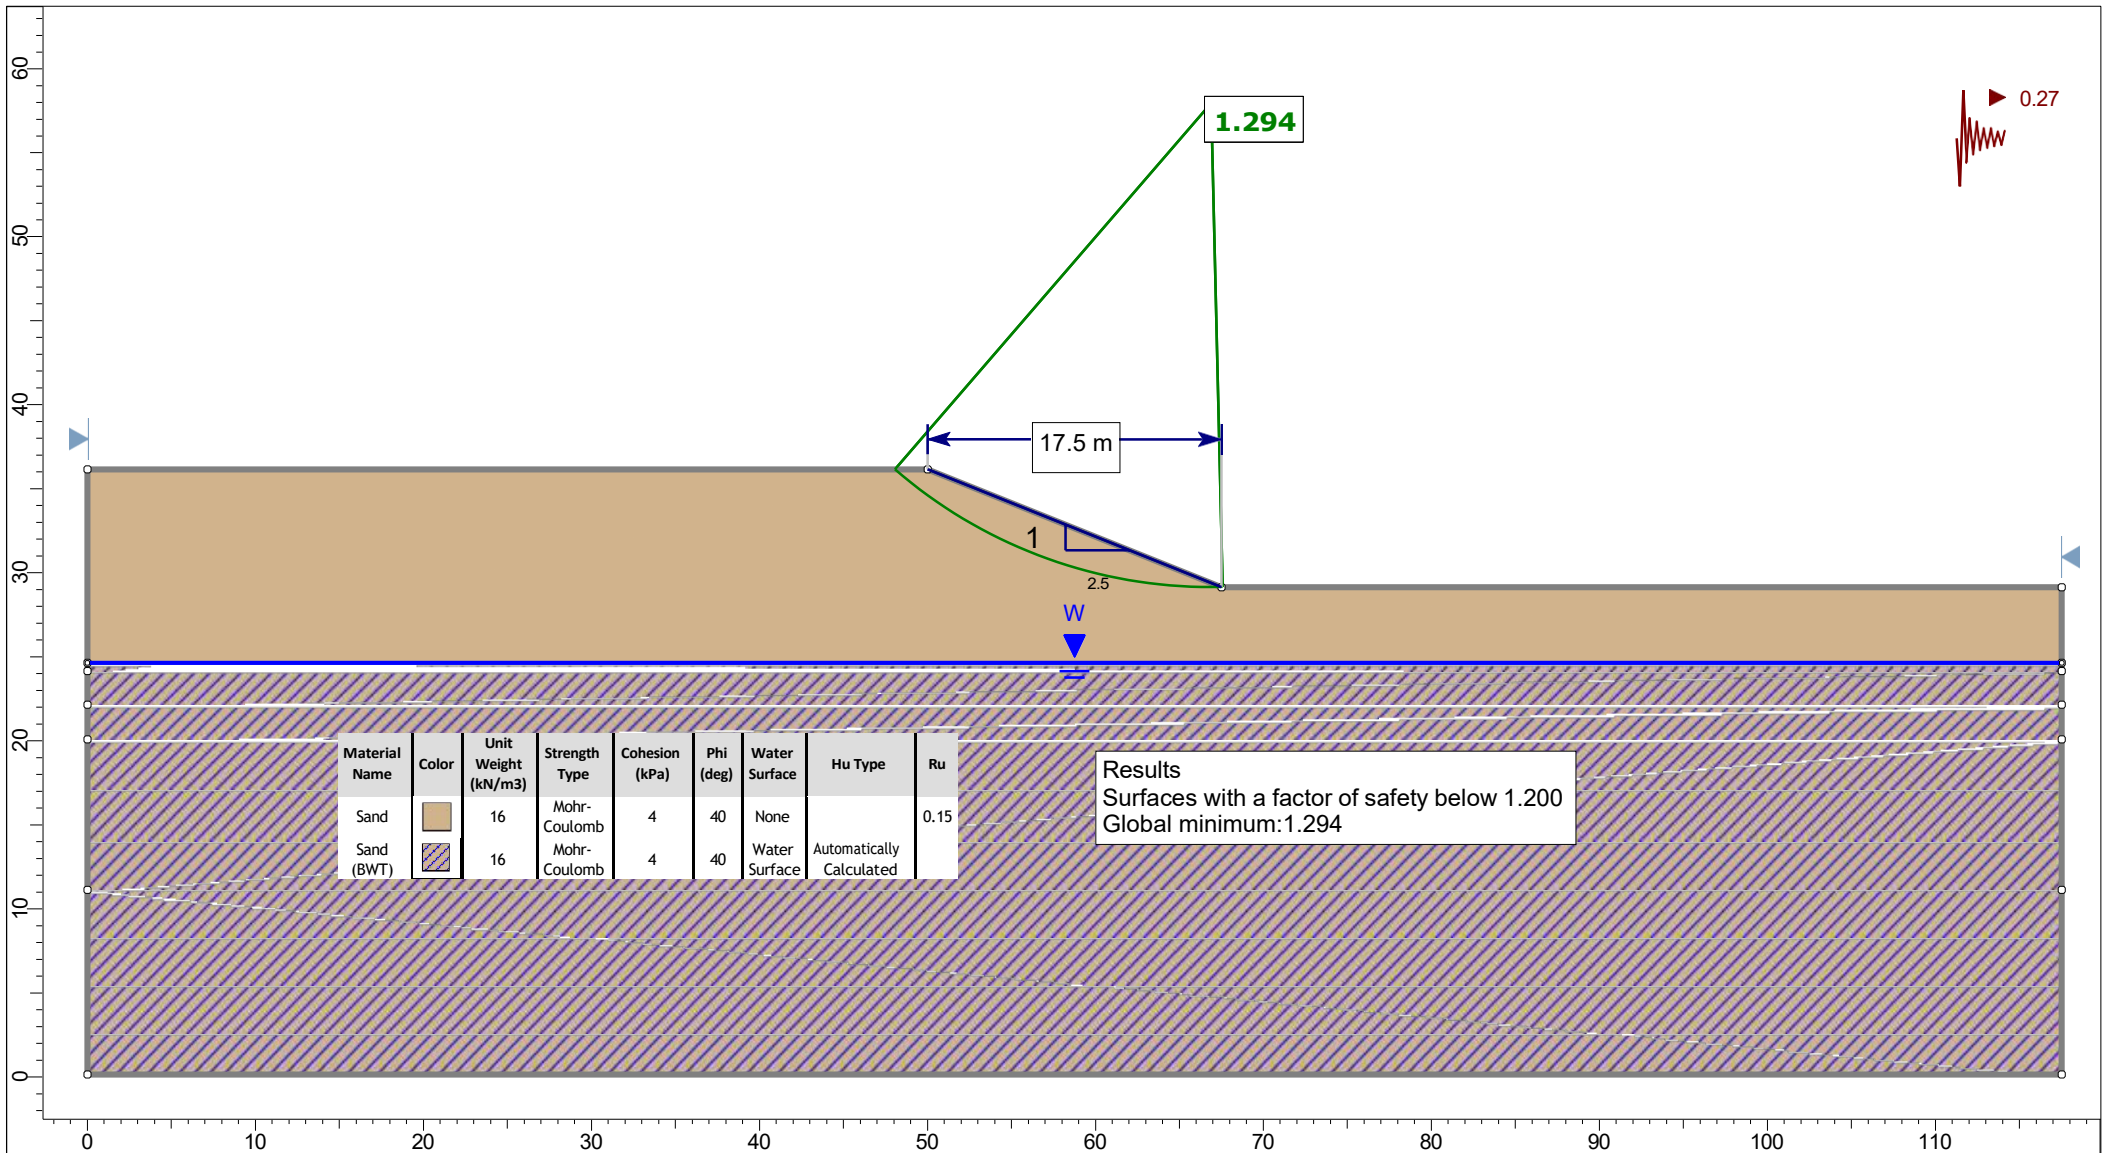 60
50
40
30
20
10
0
0.27
1.294
17.5 m
1
2.5
W
Material Name Color Unit Weight (kN/m3) Strength Type Cohesion (kPa) Phi (deg) Water Surface Hu Type Ru
Sand 16 Mohr-Coulomb 4 40 None 0.15
Sand (BWT) 16 Mohr-Coulomb 4 40 Water Surface Automatically Calculated
Results
Surfaces with a factor of safety below 1.200
Global minimum:1.294
0 10 20 30 40 50 60 70 80 90 100 110